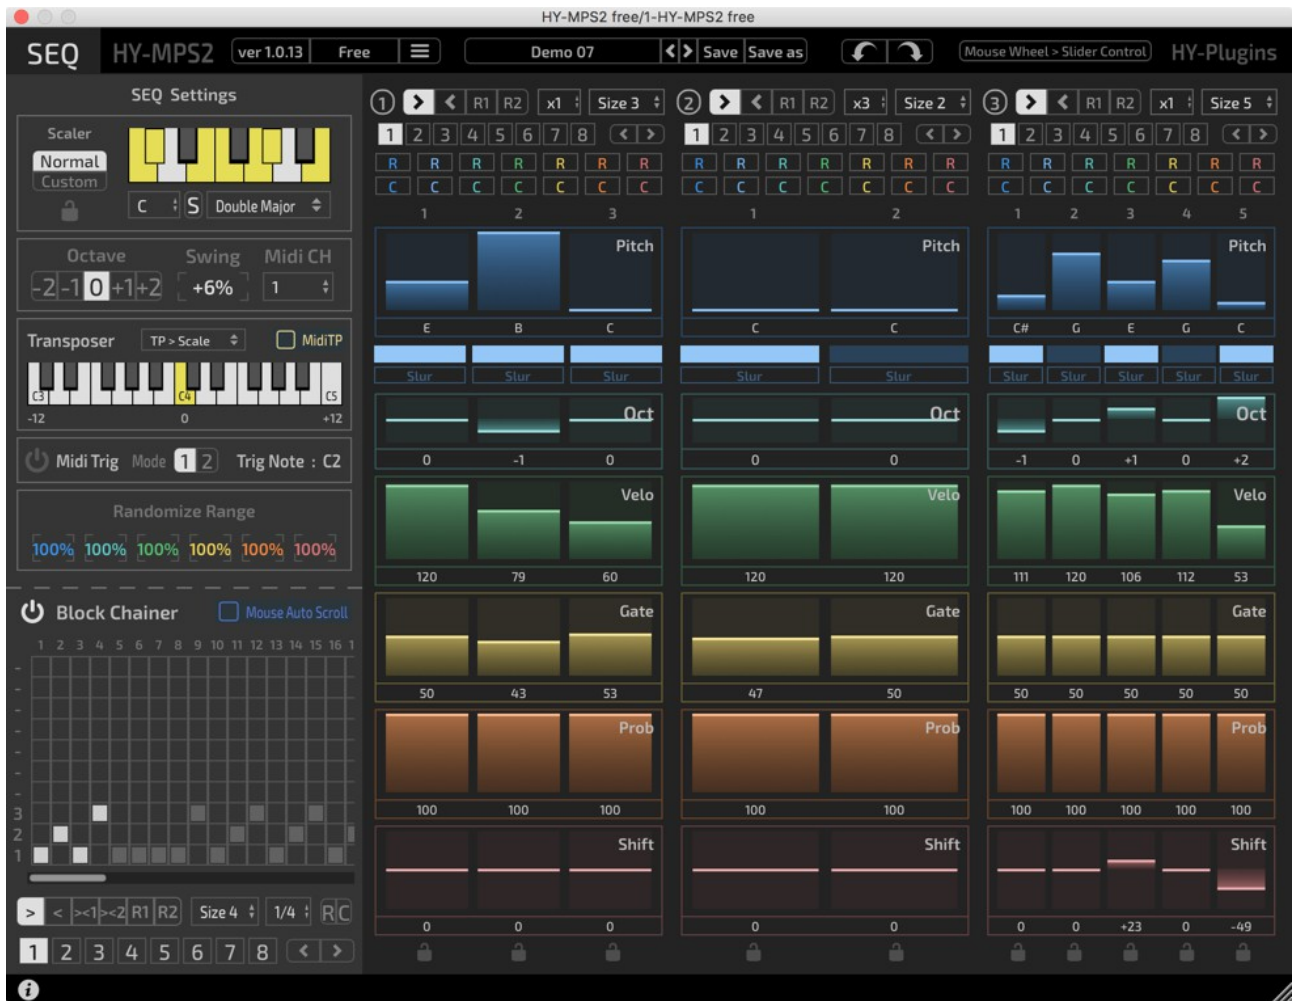 HY-MPS2 free/1-HY-MPS2 free
SEQ HY-MPS2 ver 1.0.13 Free Demo 07 < > Save Save as Mouse Wheel > Slider Control HY-Plugins
SEQ Settings
Scaler
Normal
Custom
C S Double Major
Octave Swing Midi CH
-2 -1 0 +1 +2 +6% 1
Transposer TP > Scale MidiTP
C3 C4 C5
-12 0 +12
Midi Trig Mode 1 2 Trig Note : C2
Randomize Range
100% 100% 100% 100% 100% 100%
Block Chainer Mouse Auto Scroll
1 2 3 4 5 6 7 8 9 10 11 12 13 14 15 16 1
-
-
-
-
-
-
-
3
2
1
> < ><1 ><2 R1 R2 Size 4 1/4 R C
1 2 3 4 5 6 7 8 < >
1 > < R1 R2 x1 Size 3
1 2 3 4 5 6 7 8 < >
R R R R R R R
C C C C C C C
1 2 3
Pitch
E B C
Slur Slur Slur
Oct
0 -1 0
Velo
120 79 60
Gate
50 43 53
Prob
100 100 100
Shift
0 0 0
2 > < R1 R2 x3 Size 2
1 2 3 4 5 6 7 8 < >
R R R R R R R
C C C C C C C
1 2
Pitch
C C
Slur Slur
Oct
0 0
Velo
120 120
Gate
47 50
Prob
100 100
Shift
0 0
3 > < R1 R2 x1 Size 5
1 2 3 4 5 6 7 8 < >
R R R R R R R
C C C C C C C
1 2 3 4 5
Pitch
C# G E G C
Slur Slur Slur Slur Slur
Oct
-1 0 +1 0 +2
Velo
111 120 106 112 53
Gate
50 50 50 50 50
Prob
100 100 100 100 100
Shift
0 0 +23 0 -49
i